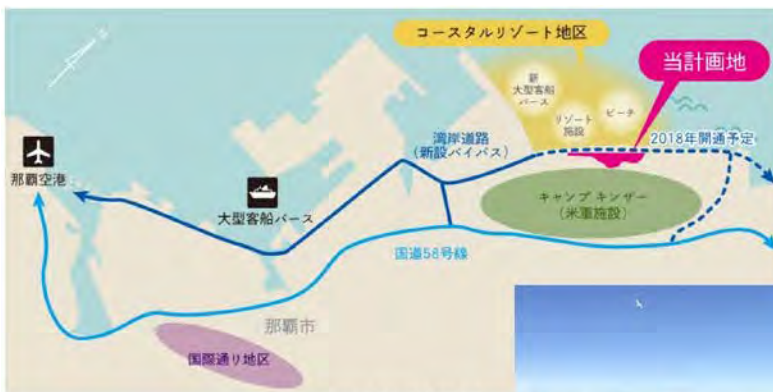 コースタルリゾート地区
当計画地
新
大型客船
バース
リゾート
施設
ビーチ
湾岸道路
(新設バイパス)
2018年開通予定
那覇空港
大型客船バース
キャンプ キンザー
(米軍施設)
国道58号線
那覇市
国際通り地区